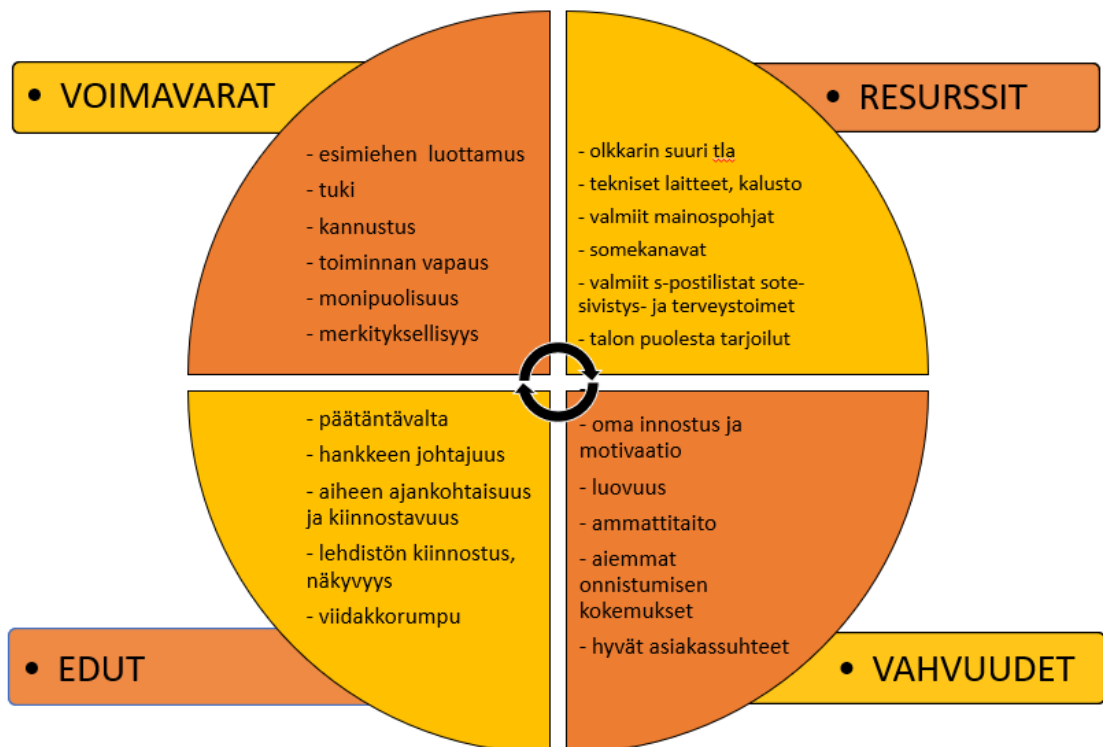 • VOIMAVARAT
- esimiehen luottamus
- tuki
- kannustus
- toiminnan vapaus
- monipuolisuus
- merkityksellisyys
• RESURSSIT
- olkkarin suuri tla
- tekniset laitteet, kalusto
- valmiit mainospohjat
- somekanavat
- valmiit s-postilistat sote-
sivistys- ja terveystoimet
- talon puolesta tarjoilut
• EDUT
- päätäntävalta
- hankkeen johtajuus
- aiheen ajankohtaisuus
ja kiinnostavuus
- lehdistön kiinnostus,
näkyvyys
- viidakkorumpu
• VAHVUUDET
- oma innostus ja
motivaatio
- luovuus
- ammattitaito
- aiemmat
onnistumisen
kokemukset
- hyvät asiakassuhteet